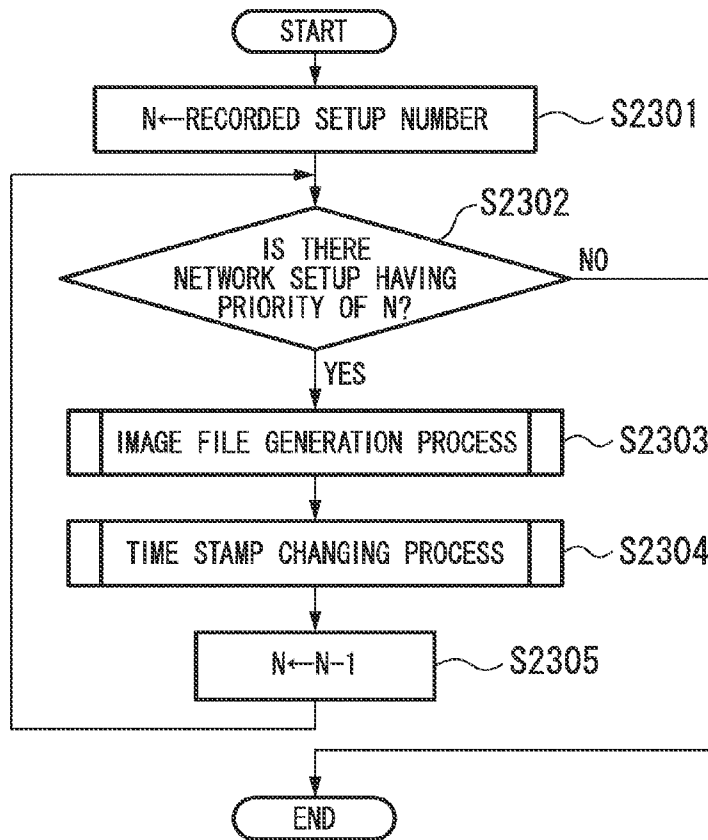 START
N←RECORDED SETUP NUMBER
S2301
S2302
IS THERE
NETWORK SETUP HAVING
PRIORITY OF N?
NO
YES
IMAGE FILE GENERATION PROCESS
S2303
TIME STAMP CHANGING PROCESS
S2304
N←N-1
S2305
END